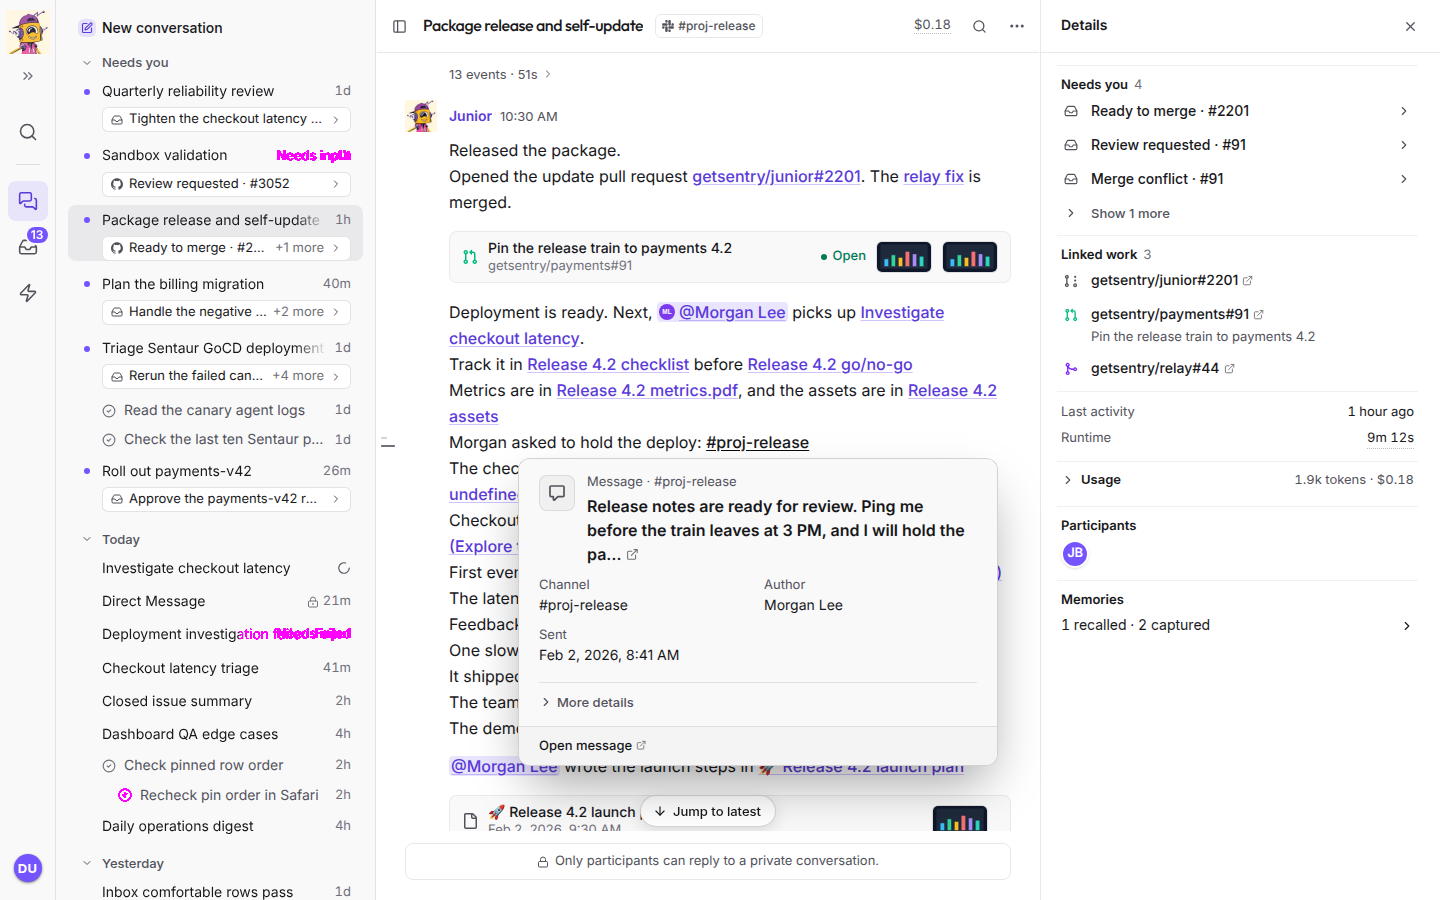 New conversation
Needs you
Quarterly reliability review 1d
Tighten the checkout latency ...
Sandbox validation
Review requested · #3052
Package release and self-update 1h
Ready to merge · #2... +1 more
Plan the billing migration 40m
Handle the negative ... +2 more
Triage Sentaur GoCD deployment 1d
Rerun the failed can... +4 more
Read the canary agent logs 1d
Check the last ten Sentaur p... 1d
Roll out payments-v42 26m
Approve the payments-v42 r...
Today
Investigate checkout latency
Direct Message 21m
Deployment investigation
Checkout latency triage 41m
Closed issue summary 2h
Dashboard QA edge cases 4h
Check pinned row order 2h
Recheck pin order in Safari 2h
Daily operations digest 4h
Yesterday
Inbox comfortable rows pass 1d
13
DU
Package release and self-update #proj-release $0.18
13 events · 51s
Junior 10:30 AM
Released the package.
Opened the update pull request getsentry/junior#2201. The relay fix is
merged.
Pin the release train to payments 4.2
getsentry/payments#91
Open
Deployment is ready. Next, ML @Morgan Lee picks up Investigate
checkout latency.
Track it in Release 4.2 checklist before Release 4.2 go/no-go
Metrics are in Release 4.2 metrics.pdf, and the assets are in Release 4.2
assets
Morgan asked to hold the deploy: #proj-release
The
(Explore
First
The
One slow
It shipped
The team
The
Message · #proj-release
Release notes are ready for review. Ping me
before the train leaves at 3 PM, and I will hold the
pa...
Channel
#proj-release
Author
Morgan Lee
Sent
Feb 2, 2026, 8:41 AM
More details
Open message
@Morgan Lee wrote the launch steps in 🚀 Release 4.2 launch plan
🚀 Release 4.2 launch
Feb 2, 2026, 9:30 AM
Jump to latest
Only participants can reply to a private conversation.
Details
Needs you 4
Ready to merge · #2201
Review requested · #91
Merge conflict · #91
Show 1 more
Linked work 3
getsentry/junior#2201
getsentry/payments#91
Pin the release train to payments 4.2
getsentry/relay#44
Last activity 1 hour ago
Runtime 9m 12s
Usage 1.9k tokens · $0.18
Participants
JB
Memories
1 recalled · 2 captured